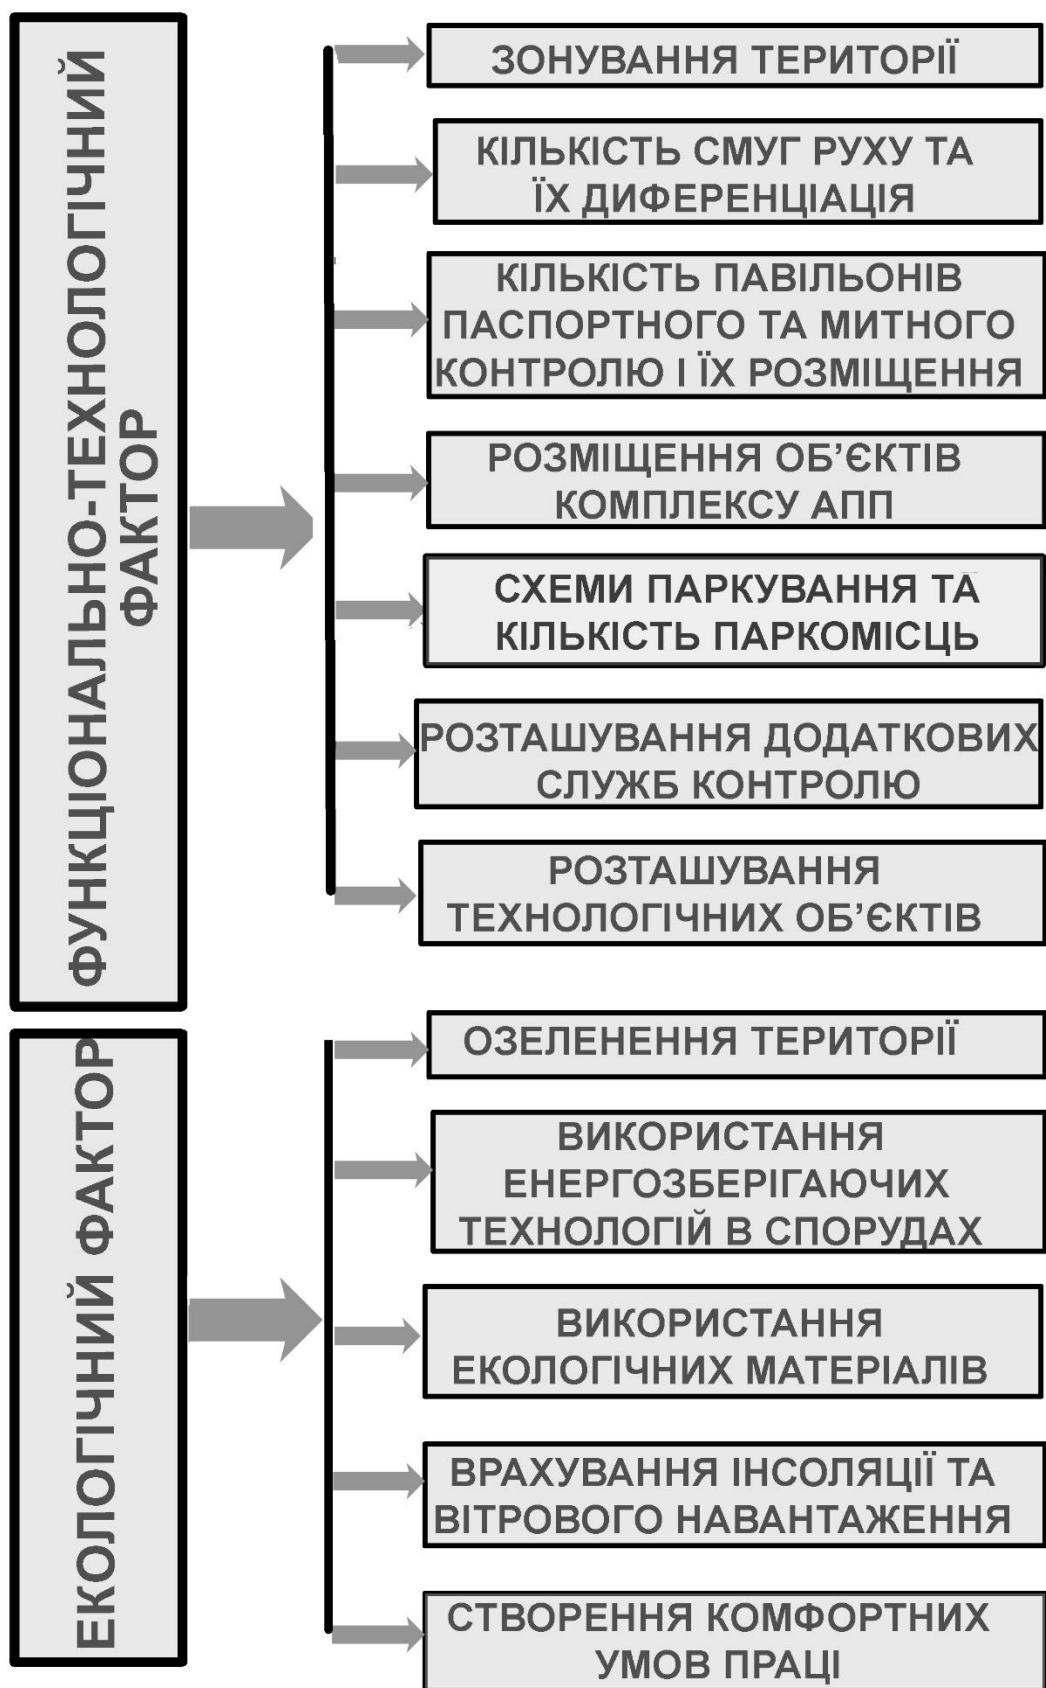 ФУНКЦІОНАЛЬНО-ТЕХНОЛОГІЧНИЙ
ФАКТОР
ЗОНУВАННЯ ТЕРИТОРІЇ
КІЛЬКІСТЬ СМУГ РУХУ ТА
ЇХ ДИФЕРЕНЦІАЦІЯ
КІЛЬКІСТЬ ПАВІЛЬОНІВ
ПАСПОРТНОГО ТА МИТНОГО
КОНТРОЛЮ І ЇХ РОЗМІЩЕННЯ
РОЗМІЩЕННЯ ОБ’ЄКТІВ
КОМПЛЕКСУ АПП
СХЕМИ ПАРКУВАННЯ ТА
КІЛЬКІСТЬ ПАРКОМІСЦЬ
РОЗТАШУВАННЯ ДОДАТКОВИХ
СЛУЖБ КОНТРОЛЮ
РОЗТАШУВАННЯ
ТЕХНОЛОГІЧНИХ ОБ’ЄКТІВ
ЕКОЛОГІЧНИЙ ФАКТОР
ОЗЕЛЕНЕННЯ ТЕРИТОРІЇ
ВИКОРИСТАННЯ
ЕНЕРГОЗБЕРІГАЮЧИХ
ТЕХНОЛОГІЙ В СПОРУДАХ
ВИКОРИСТАННЯ
ЕКОЛОГІЧНИХ МАТЕРІАЛІВ
ВРАХУВАННЯ ІНСОЛЯЦІЇ ТА
ВІТРОВОГО НАВАНТАЖЕННЯ
СТВОРЕННЯ КОМФОРТНИХ
УМОВ ПРАЦІ